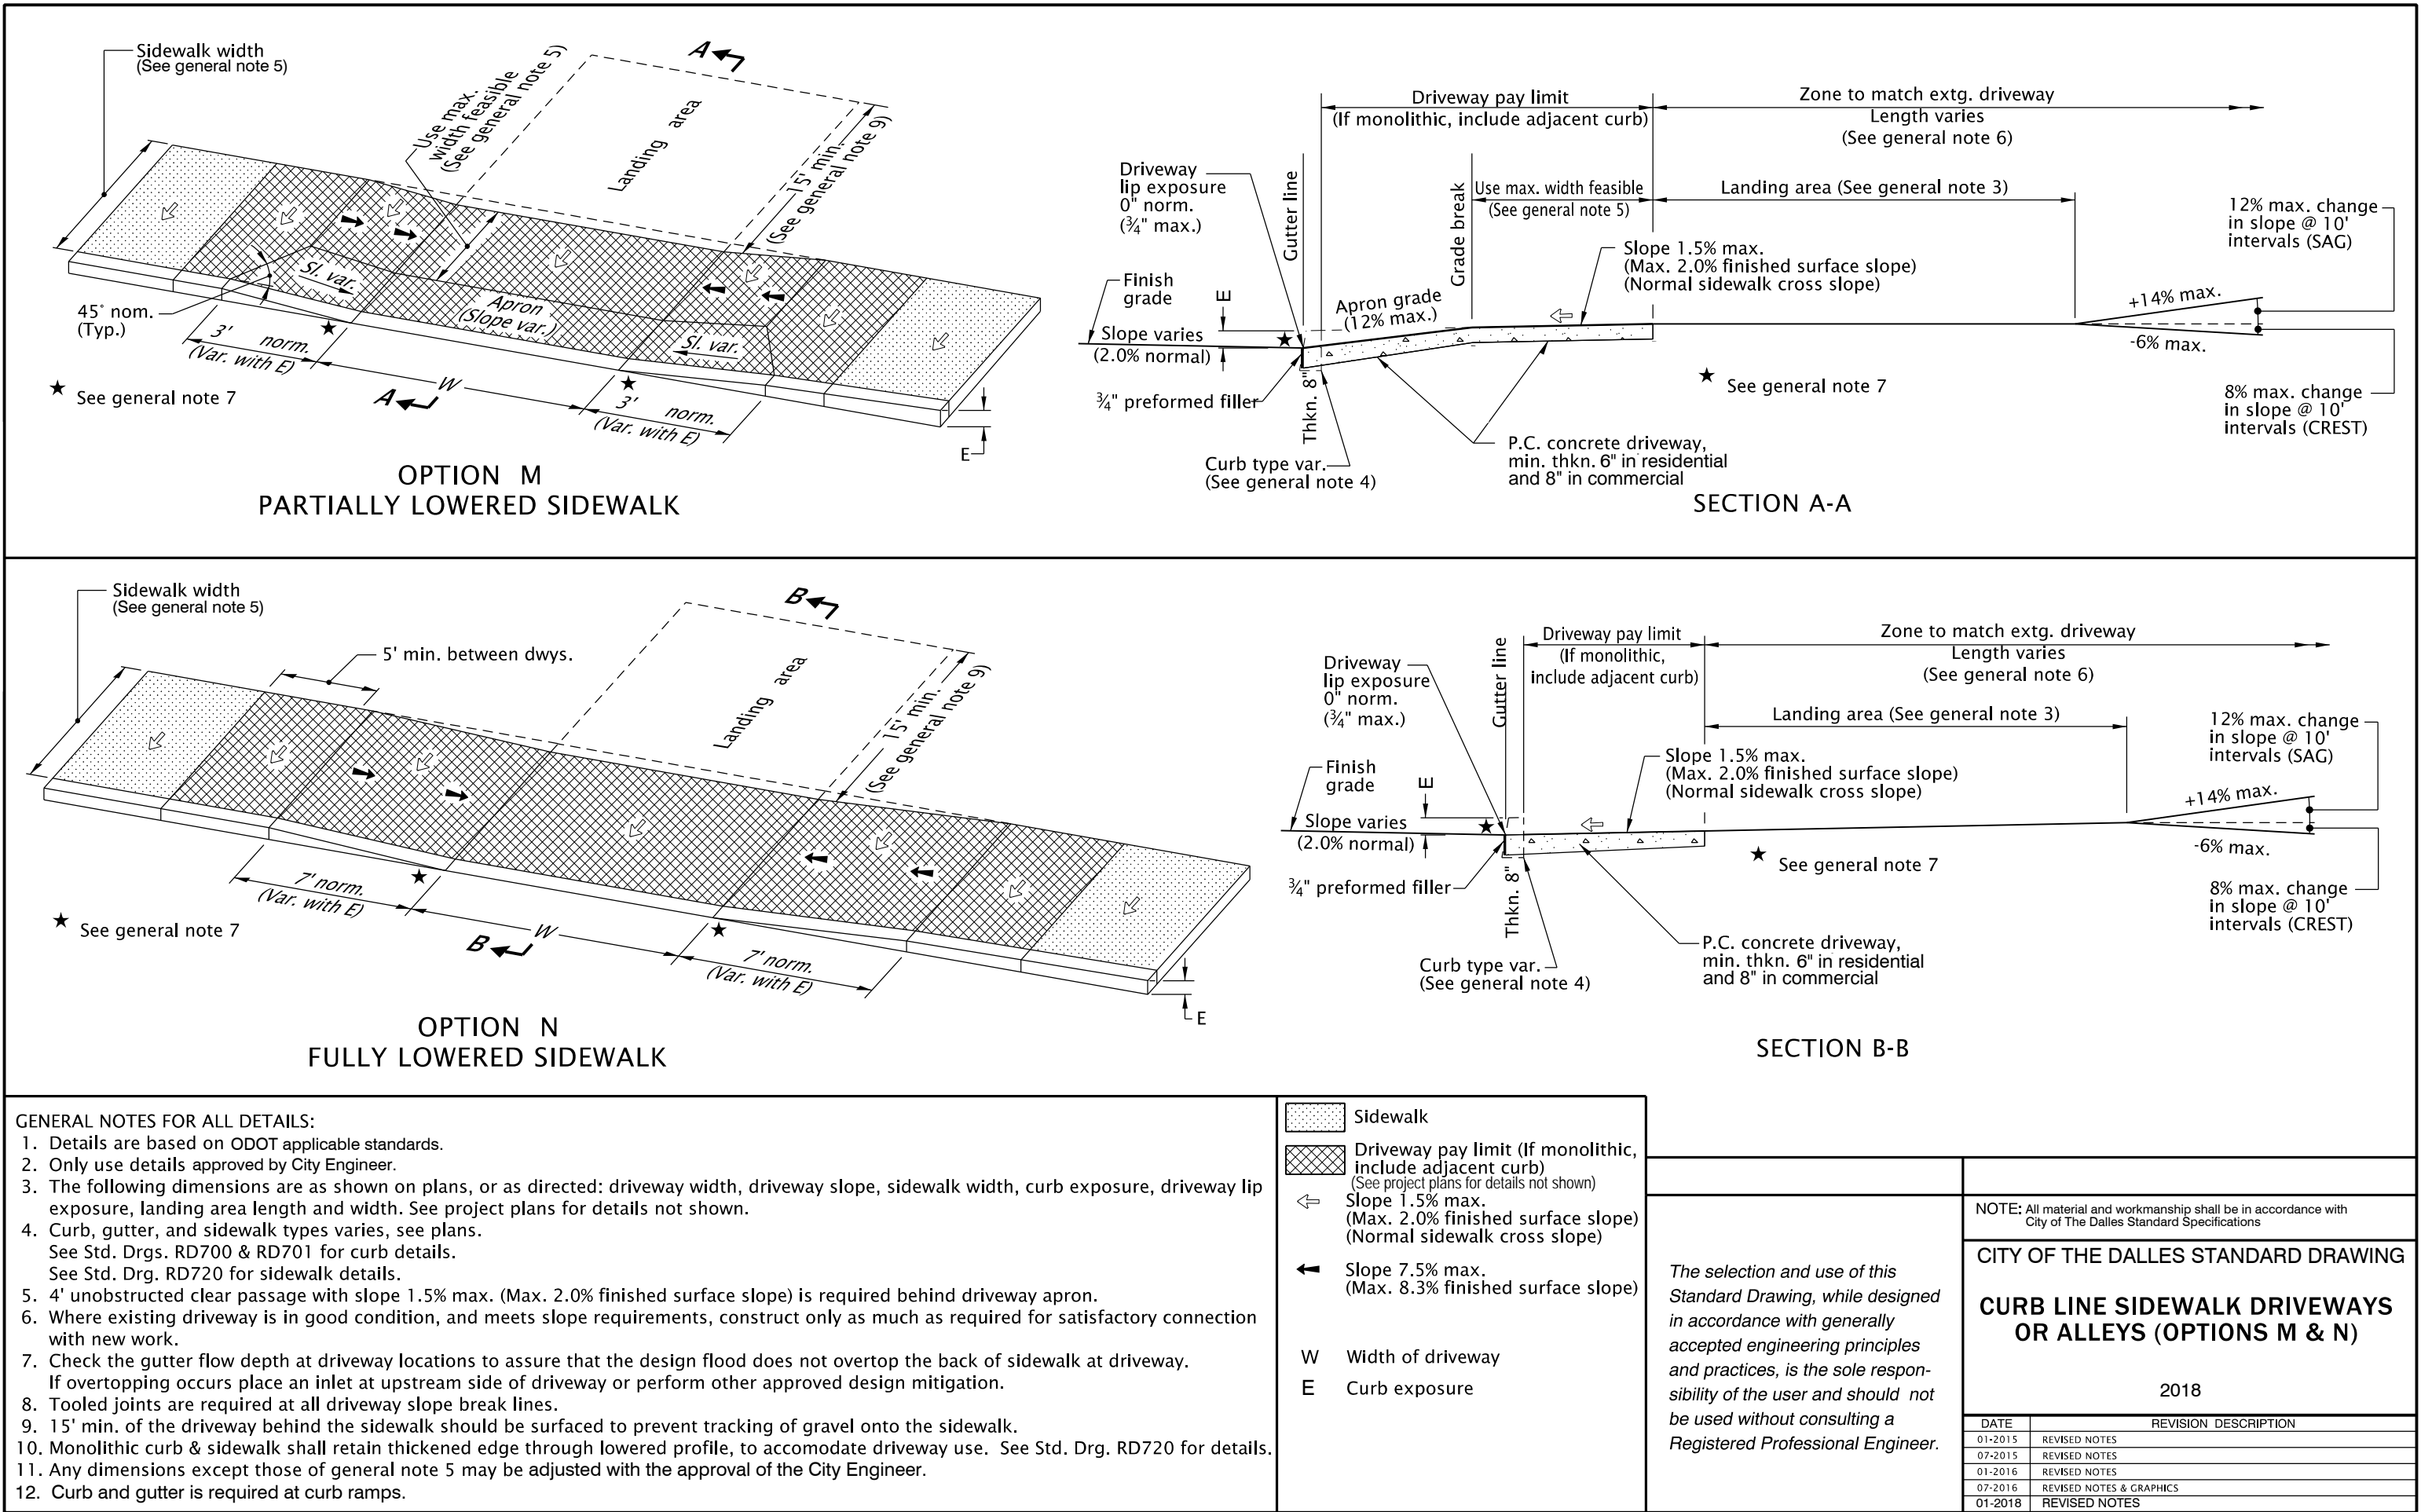 Sidewalk width
(See general note 5)
Use max.
width feasible
(See general note 5)
A
Landing area
15' min.
(See general note 9)
Sl. var.
Apron
(Slope var.)
Sl. var.
45° nom.
(Typ.)
3' norm.
(Var. with E)
W
A
3' norm.
(Var. with E)
E
★ See general note 7
OPTION M
PARTIALLY LOWERED SIDEWALK
Driveway pay limit
(If monolithic, include adjacent curb)
Zone to match extg. driveway
Length varies
(See general note 6)
Driveway
lip exposure
0" norm.
(¾" max.)
Gutter line
Grade break
Use max. width feasible
(See general note 5)
Landing area (See general note 3)
12% max. change
in slope @ 10'
intervals (SAG)
Slope 1.5% max.
(Max. 2.0% finished surface slope)
(Normal sidewalk cross slope)
Finish
grade
E
Apron grade
(12% max.)
+14% max.
-6% max.
Slope varies
(2.0% normal)
★
★ See general note 7
¾" preformed filler
Thkn. 8"
8% max. change
in slope @ 10'
intervals (CREST)
P.C. concrete driveway,
min. thkn. 6" in residential
and 8" in commercial
Curb type var.
(See general note 4)
SECTION A-A
Sidewalk width
(See general note 5)
5' min. between dwys.
B
Landing area
15' min.
(See general note 9)
7' norm.
(Var. with E)
W
B
7' norm.
(Var. with E)
E
★ See general note 7
OPTION N
FULLY LOWERED SIDEWALK
Driveway pay limit
(If monolithic,
include adjacent curb)
Zone to match extg. driveway
Length varies
(See general note 6)
Driveway
lip exposure
0" norm.
(¾" max.)
Gutter line
Landing area (See general note 3)
12% max. change
in slope @ 10'
intervals (SAG)
Slope 1.5% max.
(Max. 2.0% finished surface slope)
(Normal sidewalk cross slope)
Finish
grade
E
+14% max.
-6% max.
Slope varies
(2.0% normal)
★
★ See general note 7
¾" preformed filler
Thkn. 8"
8% max. change
in slope @ 10'
intervals (CREST)
P.C. concrete driveway,
min. thkn. 6" in residential
and 8" in commercial
Curb type var.
(See general note 4)
SECTION B-B
GENERAL NOTES FOR ALL DETAILS:
1. Details are based on ODOT applicable standards.
2. Only use details approved by City Engineer.
3. The following dimensions are as shown on plans, or as directed: driveway width, driveway slope, sidewalk width, curb exposure, driveway lip
exposure, landing area length and width. See project plans for details not shown.
4. Curb, gutter, and sidewalk types varies, see plans.
See Std. Drgs. RD700 & RD701 for curb details.
See Std. Drg. RD720 for sidewalk details.
5. 4' unobstructed clear passage with slope 1.5% max. (Max. 2.0% finished surface slope) is required behind driveway apron.
6. Where existing driveway is in good condition, and meets slope requirements, construct only as much as required for satisfactory connection
with new work.
7. Check the gutter flow depth at driveway locations to assure that the design flood does not overtop the back of sidewalk at driveway.
If overtopping occurs place an inlet at upstream side of driveway or perform other approved design mitigation.
8. Tooled joints are required at all driveway slope break lines.
9. 15' min. of the driveway behind the sidewalk should be surfaced to prevent tracking of gravel onto the sidewalk.
10. Monolithic curb & sidewalk shall retain thickened edge through lowered profile, to accomodate driveway use. See Std. Drg. RD720 for details.
11. Any dimensions except those of general note 5 may be adjusted with the approval of the City Engineer.
12. Curb and gutter is required at curb ramps.
Sidewalk
Driveway pay limit (If monolithic,
include adjacent curb)
(See project plans for details not shown)
Slope 1.5% max.
(Max. 2.0% finished surface slope)
(Normal sidewalk cross slope)
Slope 7.5% max.
(Max. 8.3% finished surface slope)
W Width of driveway
E Curb exposure
The selection and use of this
Standard Drawing, while designed
in accordance with generally
accepted engineering principles
and practices, is the sole respon-
sibility of the user and should not
be used without consulting a
Registered Professional Engineer.
NOTE: All material and workmanship shall be in accordance with
City of The Dalles Standard Specifications
CITY OF THE DALLES STANDARD DRAWING
CURB LINE SIDEWALK DRIVEWAYS
OR ALLEYS (OPTIONS M & N)
2018
DATE REVISION DESCRIPTION
01-2015 REVISED NOTES
07-2015 REVISED NOTES
01-2016 REVISED NOTES
07-2016 REVISED NOTES & GRAPHICS
01-2018 REVISED NOTES